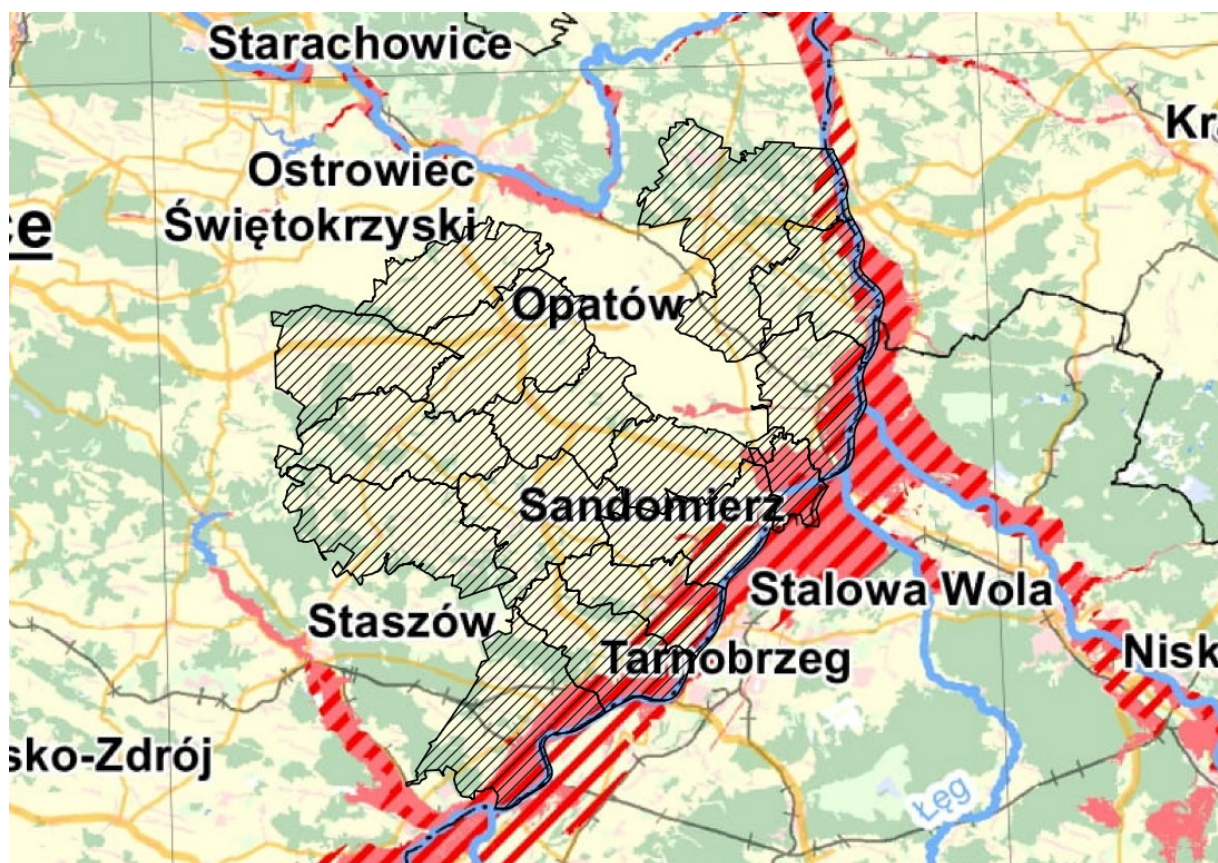 Starachowice
Kr
Ostrowiec
Świętokrzyski
ce
Opatów
Sandomierz
Stalowa Wola
Staszów
Tarnobrzeg
Nisk
sko-Zdrój
Łęg